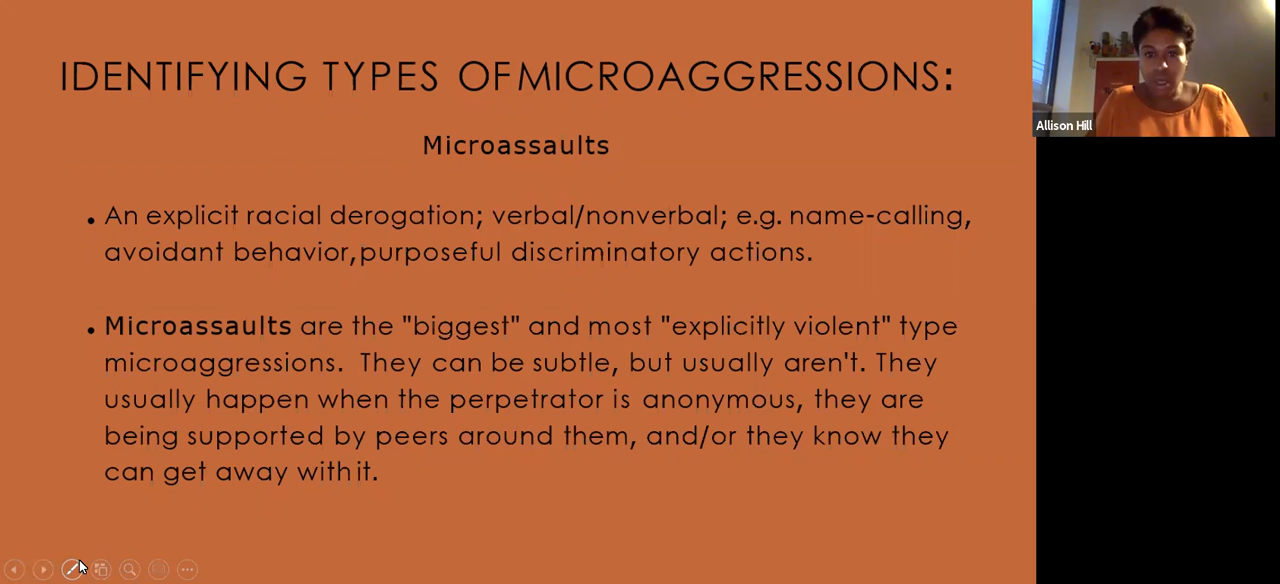 IDENTIFYING TYPES OF MICROAGGRESSIONS:
Allison Hill
Microassaults
• An explicit racial derogation; verbal/nonverbal; e.g. name-calling,
avoidant behavior, purposeful discriminatory actions.
• Microassaults are the "biggest" and most "explicitly violent" type
microaggressions. They can be subtle, but usually aren't. They
usually happen when the perpetrator is anonymous, they are
being supported by peers around them, and/or they know they
can get away with it.